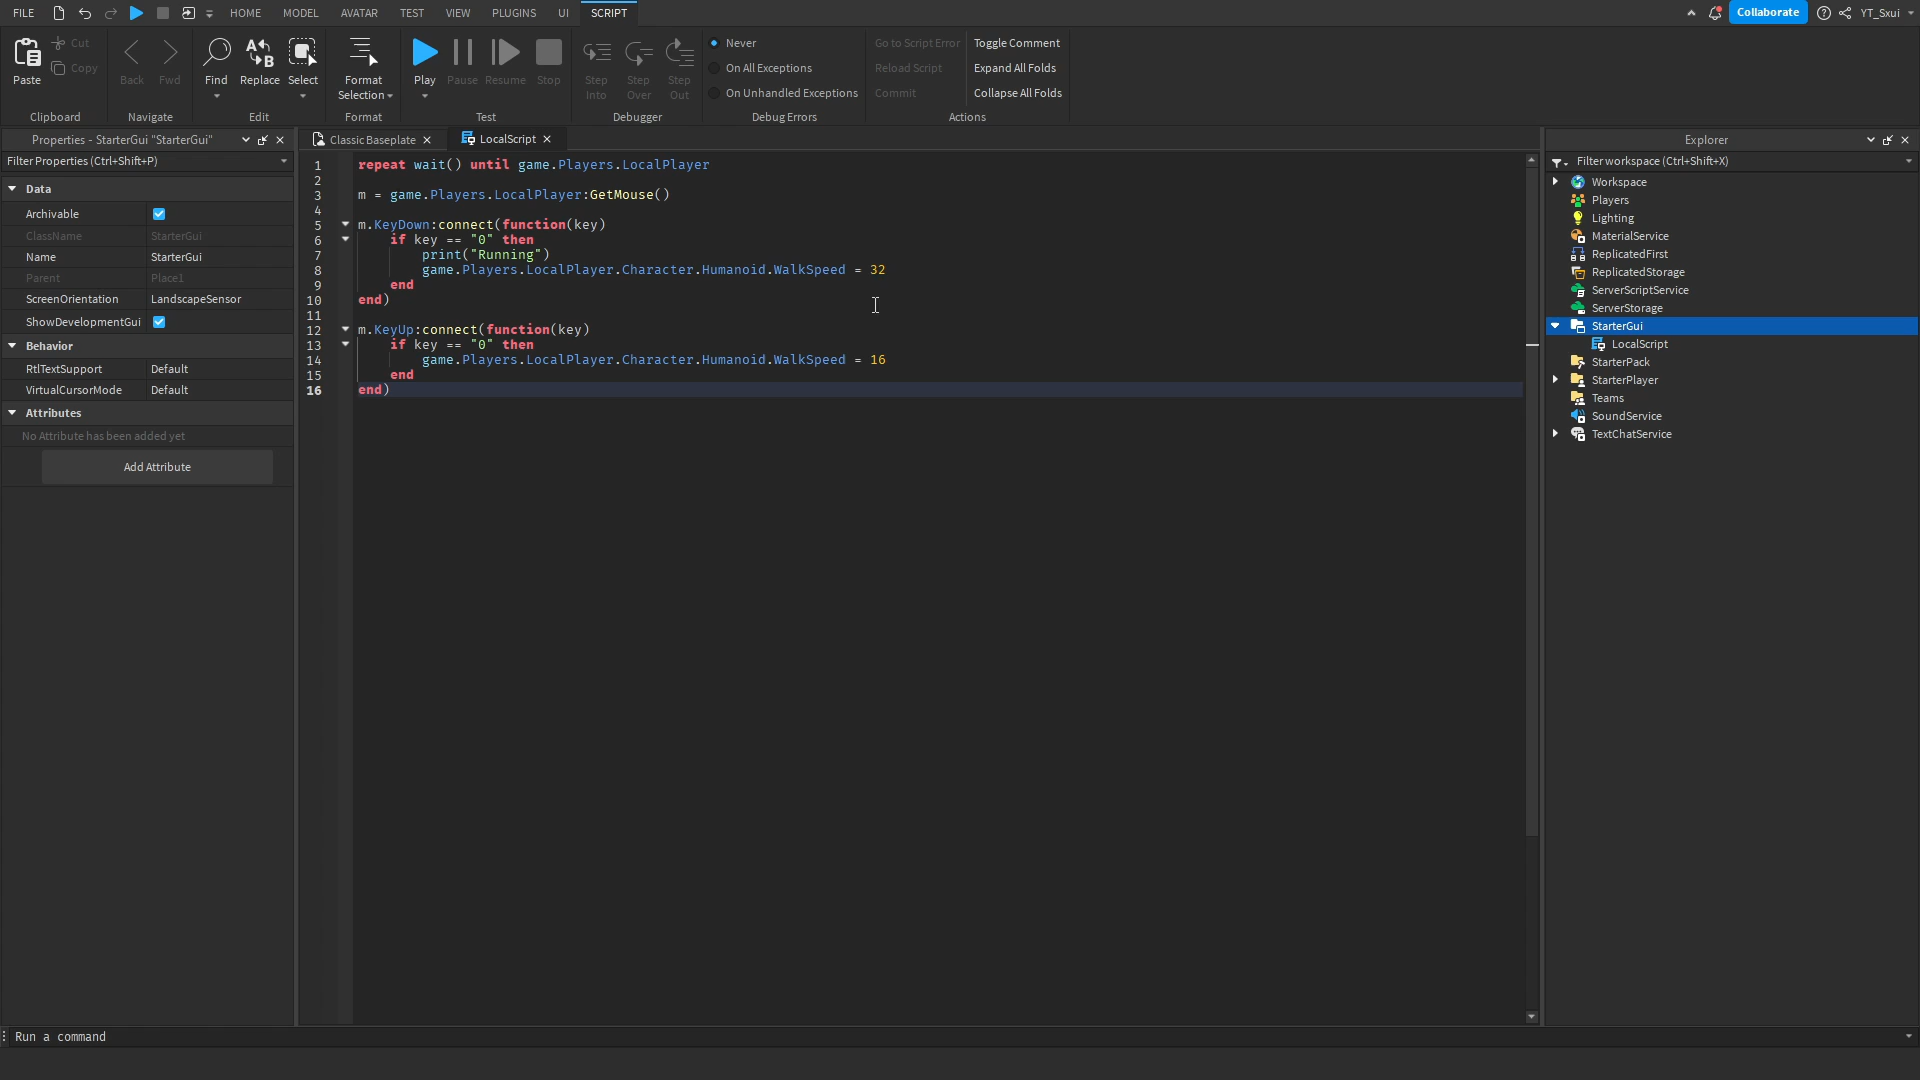 FILE HOME MODEL AVATAR TEST VIEW PLUGINS UI SCRIPT Collaborate YT_Sxui
Paste Cut Copy Back Fwd Find Replace Select Format Selection Play Pause Resume Stop Step Into Step Over Step Out
Never
On All Exceptions
On Unhandled Exceptions
Go to Script Error
Reload Script
Commit
Toggle Comment
Expand All Folds
Collapse All Folds
Clipboard Navigate Edit Format Test Debugger Debug Errors Actions
Properties - StarterGui "StarterGui"
Filter Properties (Ctrl+Shift+P)
Data
Archivable
ClassName StarterGui
Name StarterGui
Parent Place1
ScreenOrientation LandscapeSensor
ShowDevelopmentGui
Behavior
RtlTextSupport Default
VirtualCursorMode Default
Attributes
No Attribute has been added yet
Add Attribute
Classic Baseplate LocalScript
1 repeat wait() until game.Players.LocalPlayer
2
3 m = game.Players.LocalPlayer:GetMouse()
4
5 m.KeyDown:connect(function(key)
6 if key == "0" then
7 print("Running")
8 game.Players.LocalPlayer.Character.Humanoid.WalkSpeed = 32
9 end
10 end)
11
12 m.KeyUp:connect(function(key)
13 if key == "0" then
14 game.Players.LocalPlayer.Character.Humanoid.WalkSpeed = 16
15 end
16 end)
Explorer
Filter workspace (Ctrl+Shift+X)
Workspace
Players
Lighting
MaterialService
ReplicatedFirst
ReplicatedStorage
ServerScriptService
ServerStorage
StarterGui
LocalScript
StarterPack
StarterPlayer
Teams
SoundService
TextChatService
Run a command